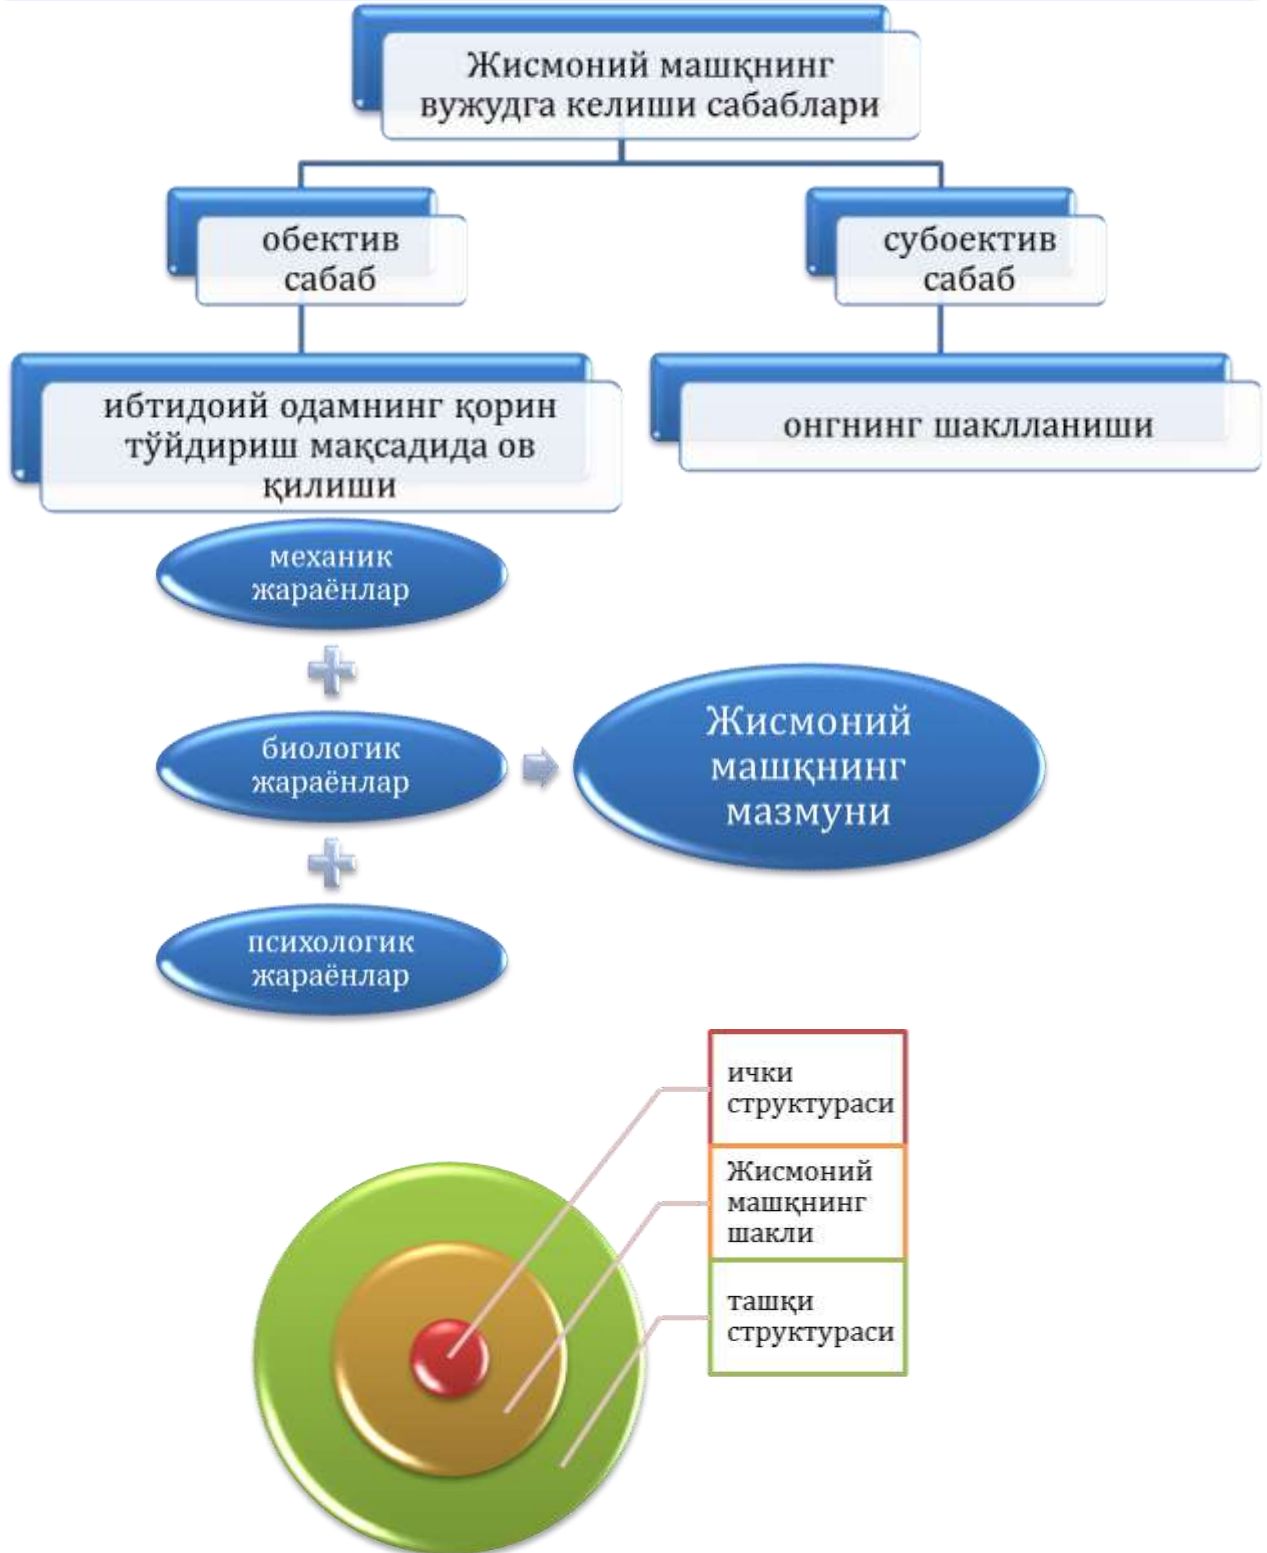 Жисмоний машқнинг
вужудга келиши сабаблари
обектив
сабаб
субоектив
сабаб
ибтидоий одамнинг қорин
тўйдириш мақсадида ов
қилиши
онгнинг шаклланиши
механик
жараёнлар
биологик
жараёнлар
психологик
жараёнлар
Жисмоний
машқнинг
мазмуни
ички
структураси
Жисмоний
машқнинг
шакли
ташқи
структураси